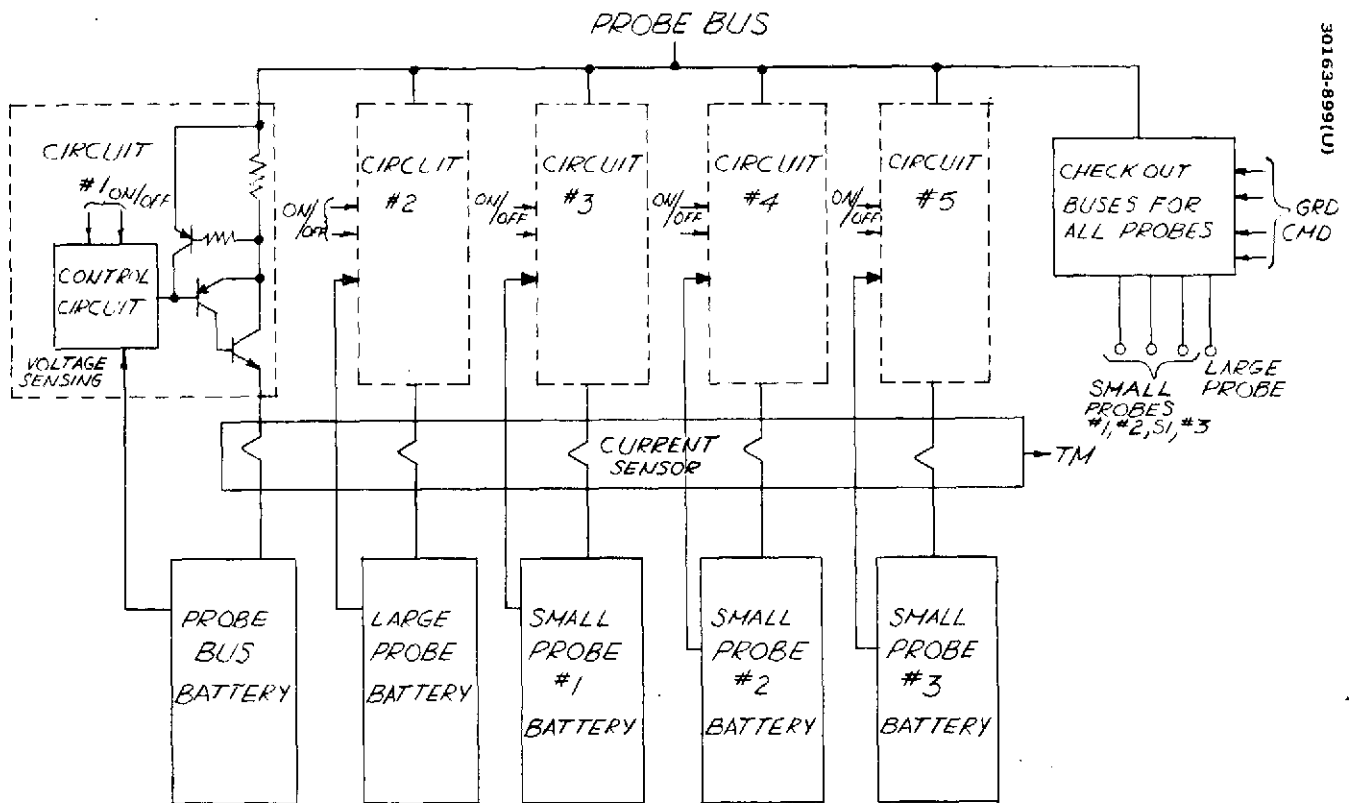 PROBE BUS
30163-899(U)
CIRCUIT
#1 ON/OFF
CONTROL
CIRCUIT
VOLTAGE
SENSING
ON/
OFF
CIRCUIT
#2
ON/
OFF
CIRCUIT
#3
ON/
OFF
CIRCUIT
#4
ON/
OFF
CIRCUIT
#5
CHECK OUT
BUSES FOR
ALL PROBES
GRD
CMD
SMALL
PROBES
#1,#2,S1,#3
LARGE
PROBE
CURRENT
SENSOR
TM
PROBE
BUS
BATTERY
LARGE
PROBE
BATTERY
SMALL
PROBE
#1
BATTERY
SMALL
PROBE
#2
BATTERY
SMALL
PROBE
#3
BATTERY